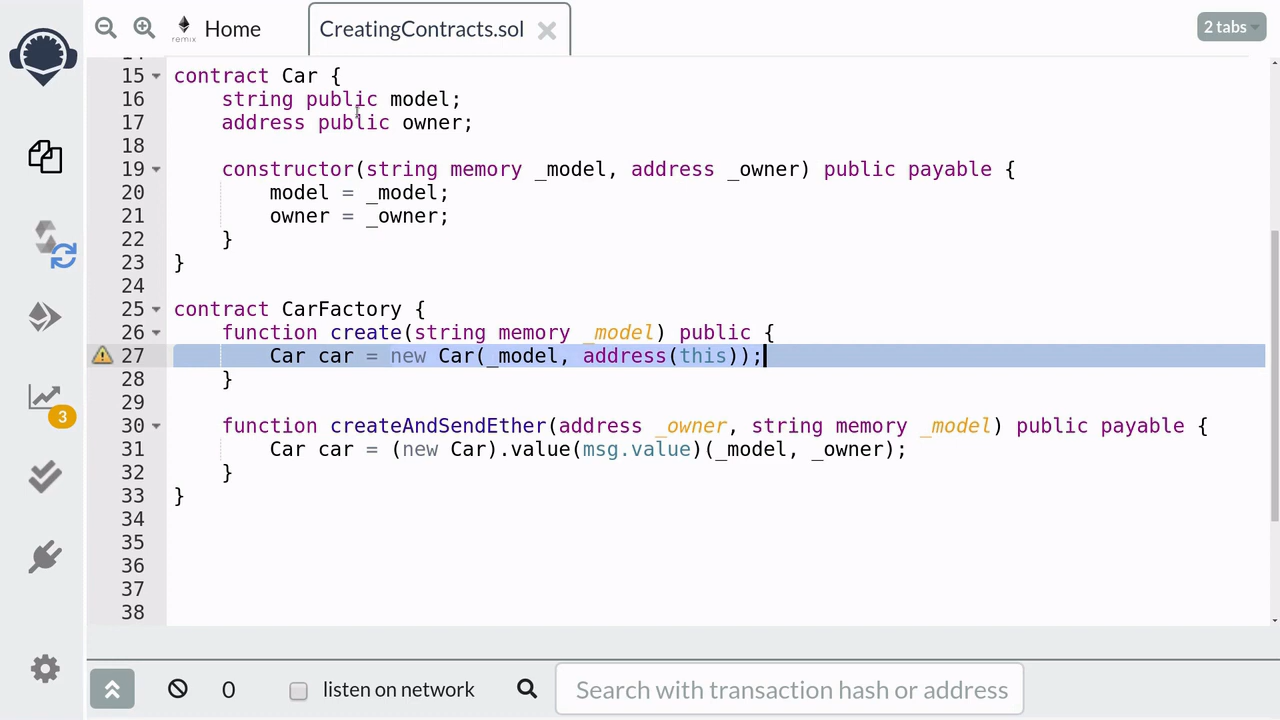 remix
Home
CreatingContracts.sol
2 tabs
15 contract Car {
16     string public model;
17     address public owner;
18
19     constructor(string memory _model, address _owner) public payable {
20         model = _model;
21         owner = _owner;
22     }
23 }
24
25 contract CarFactory {
26     function create(string memory _model) public {
27         Car car = new Car(_model, address(this));
28     }
29
30     function createAndSendEther(address _owner, string memory _model) public payable {
31         Car car = (new Car).value(msg.value)(_model, _owner);
32     }
33 }
34
35
36
37
38
3
0
listen on network
Search with transaction hash or address